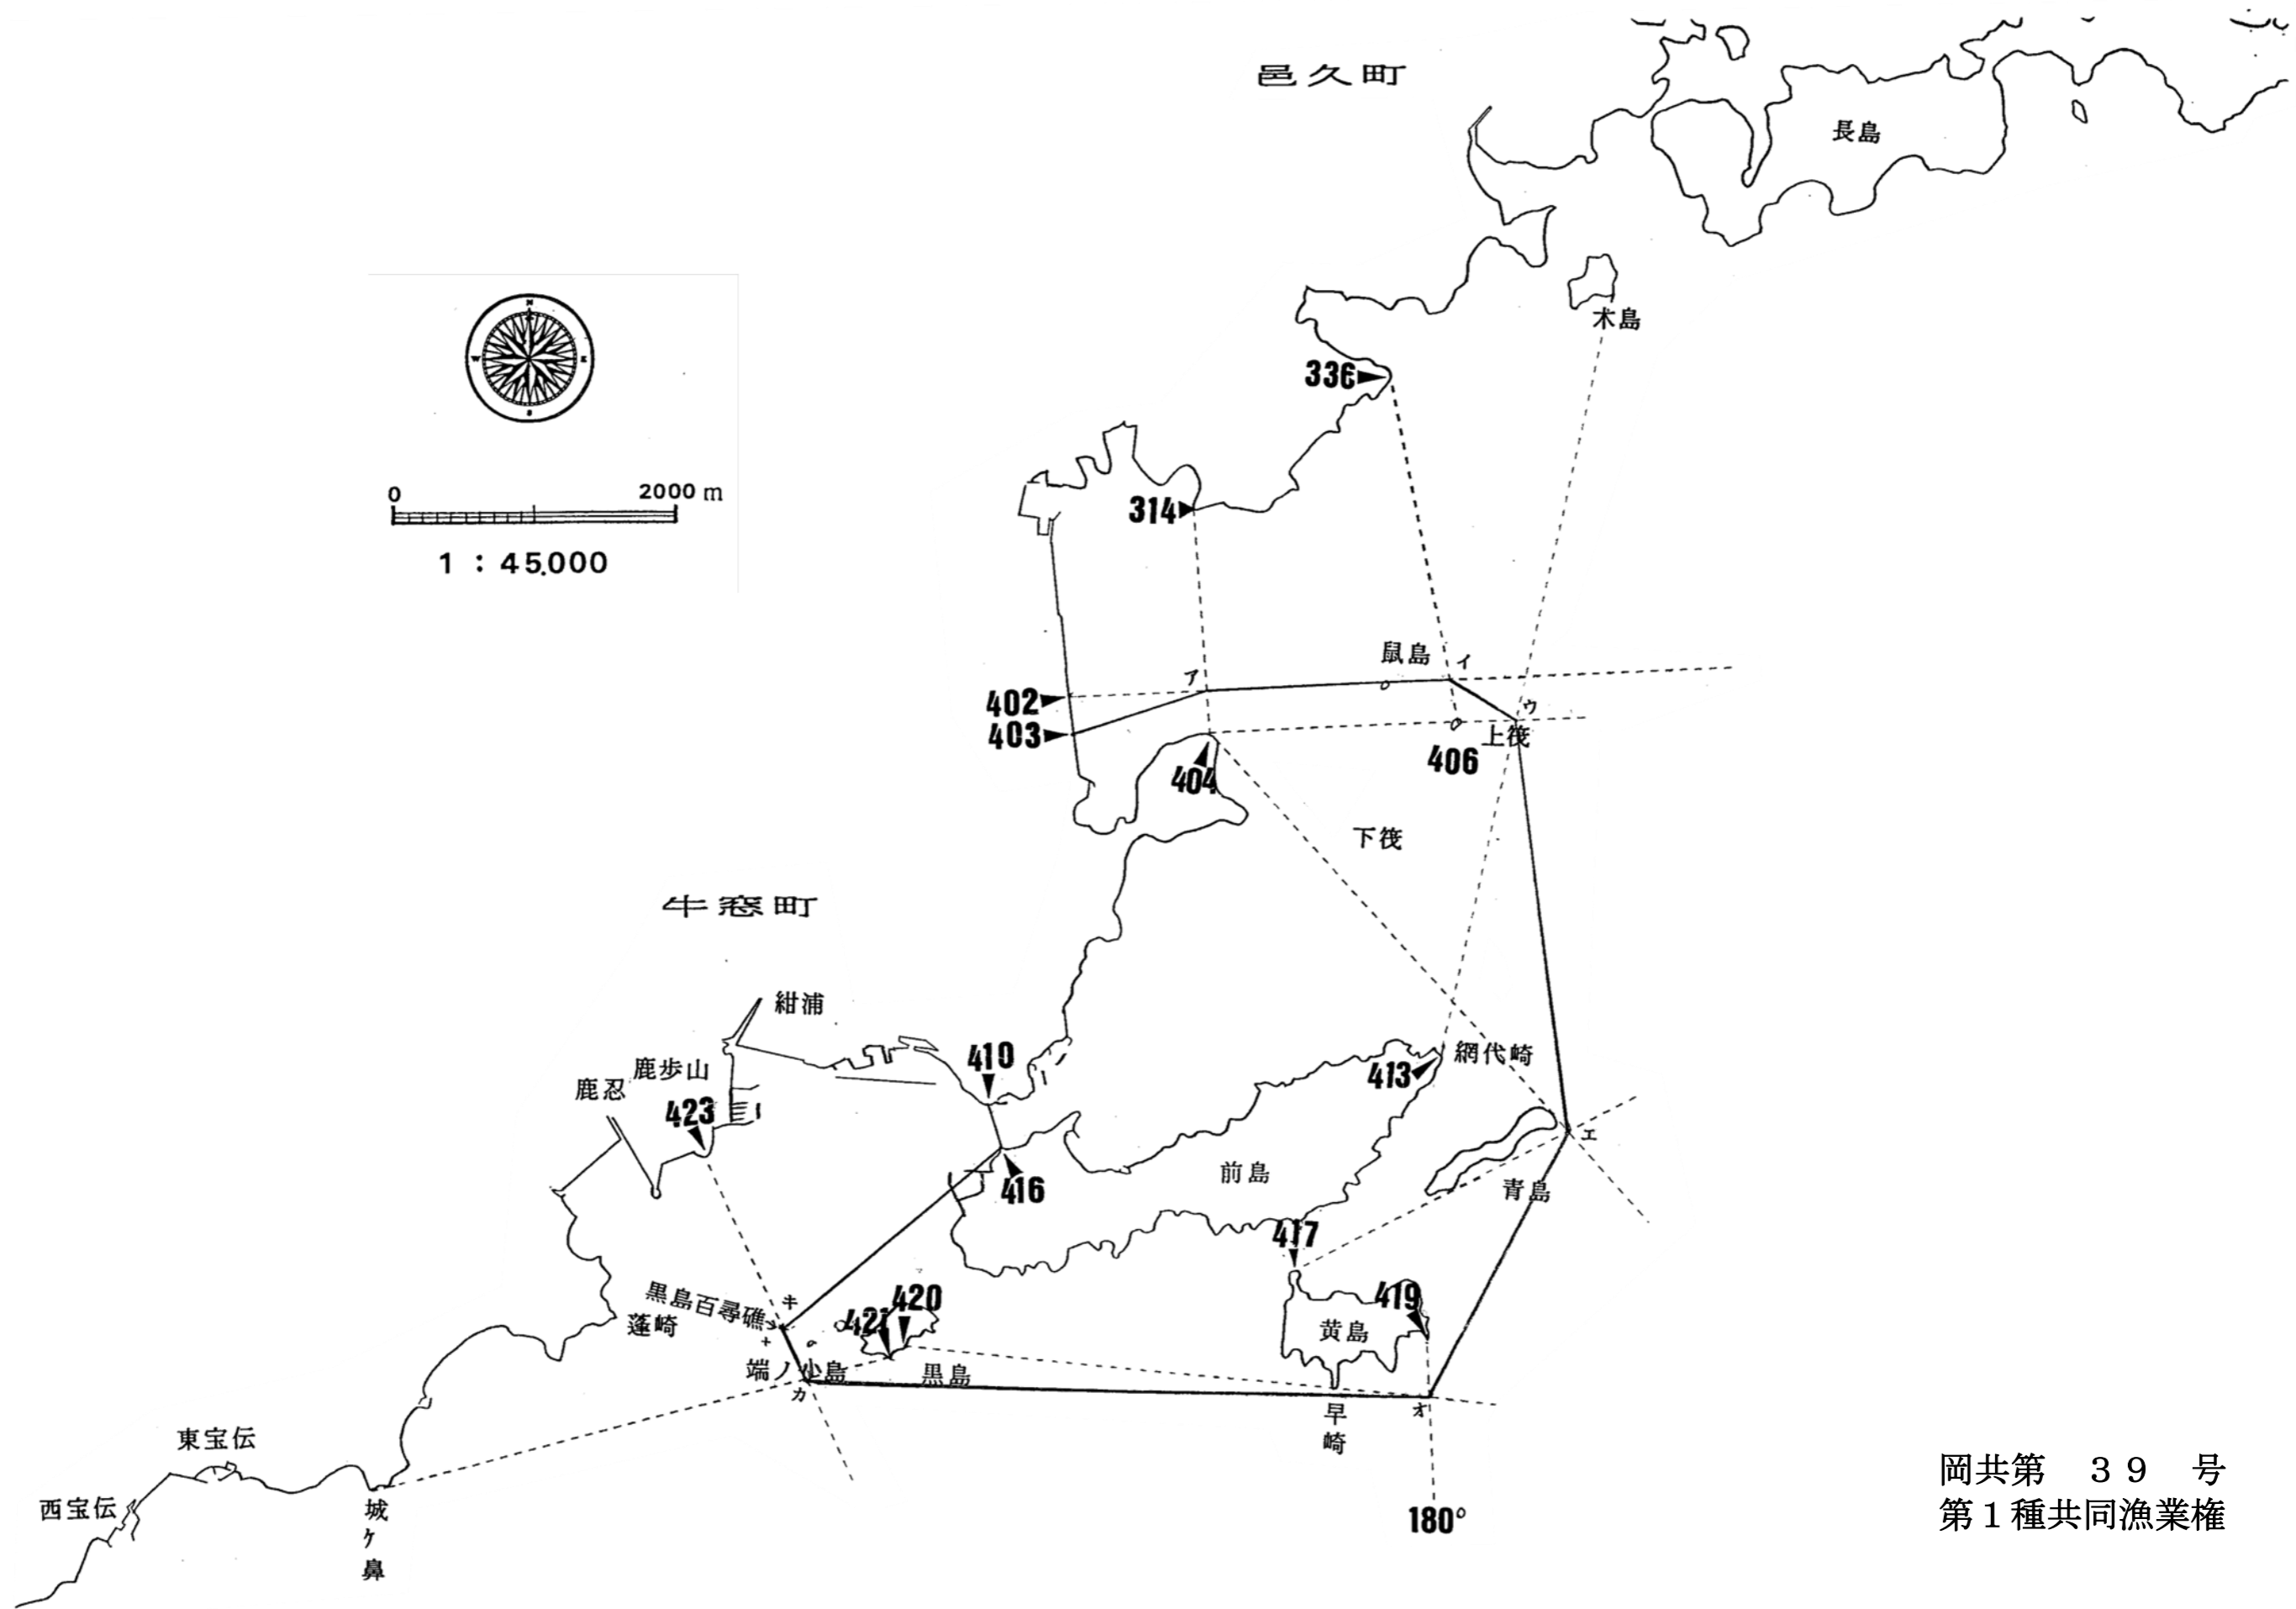 邑久町
長島
N
W
E
S
木島
336
0
2000 m
1 : 45,000
314
鼠島
イ
ア
402
ウ
403
上筏
406
404
下筏
牛窓町
紺浦
410
網代崎
鹿歩山
413
鹿忍
423
エ
前島
416
青島
417
黒島百尋礁
キ
420
419
421
蓬崎
黄島
端ノ小島
黒島
カ
早崎
オ
東宝伝
岡共第 39 号
西宝伝
城ヶ鼻
第1種共同漁業権
180°